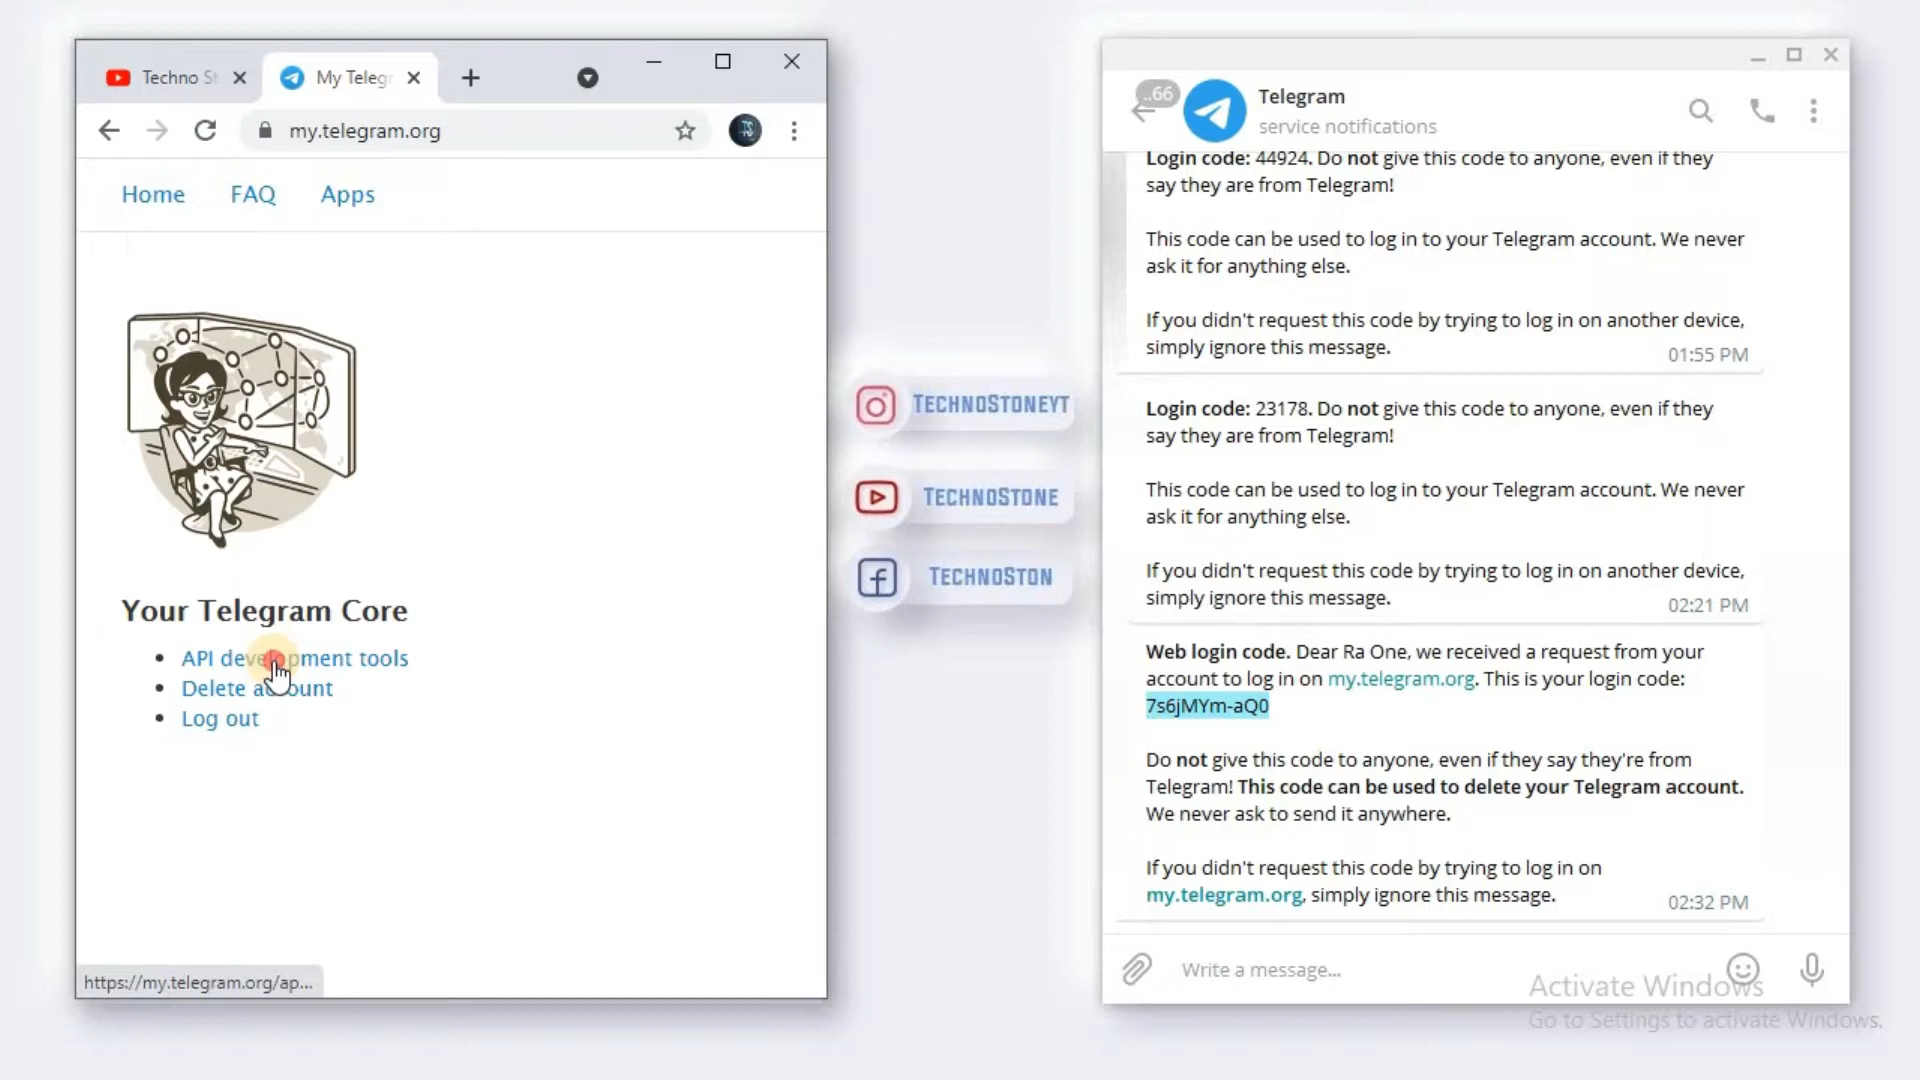 Techno St
My Telegr
my.telegram.org
Home FAQ Apps
Your Telegram Core
API development tools
Delete account
Log out
https://my.telegram.org/ap...
TechnoStoneYT
TechnoStone
TechnoSton
..66
Telegram
service notifications
Login code: 44924. Do not give this code to anyone, even if they
say they are from Telegram!
This code can be used to log in to your Telegram account. We never
ask it for anything else.
If you didn't request this code by trying to log in on another device,
simply ignore this message.
01:55 PM
Login code: 23178. Do not give this code to anyone, even if they
say they are from Telegram!
This code can be used to log in to your Telegram account. We never
ask it for anything else.
If you didn't request this code by trying to log in on another device,
simply ignore this message.
02:21 PM
Web login code. Dear Ra One, we received a request from your
account to log in on my.telegram.org. This is your login code:
7s6jMYm-aQ0
Do not give this code to anyone, even if they say they're from
Telegram! This code can be used to delete your Telegram account.
We never ask to send it anywhere.
If you didn't request this code by trying to log in on
my.telegram.org, simply ignore this message.
02:32 PM
Write a message...
Activate Windows
Go to Settings to activate Windows.